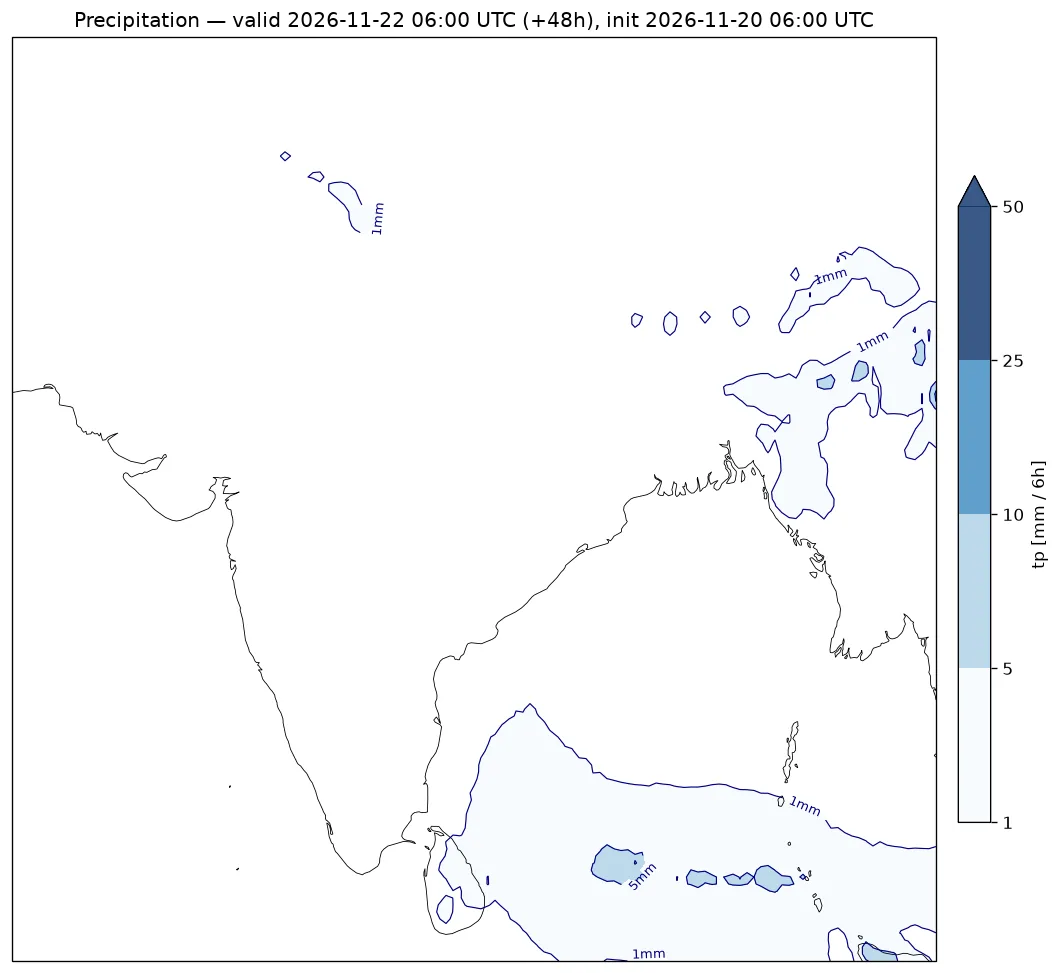 Precipitation — valid 2026-11-22 06:00 UTC (+48h), init 2026-11-20 06:00 UTC
50
1mm
1mm
1mm
25
tp [mm / 6h]
10
5
1mm
1
5mm
1mm